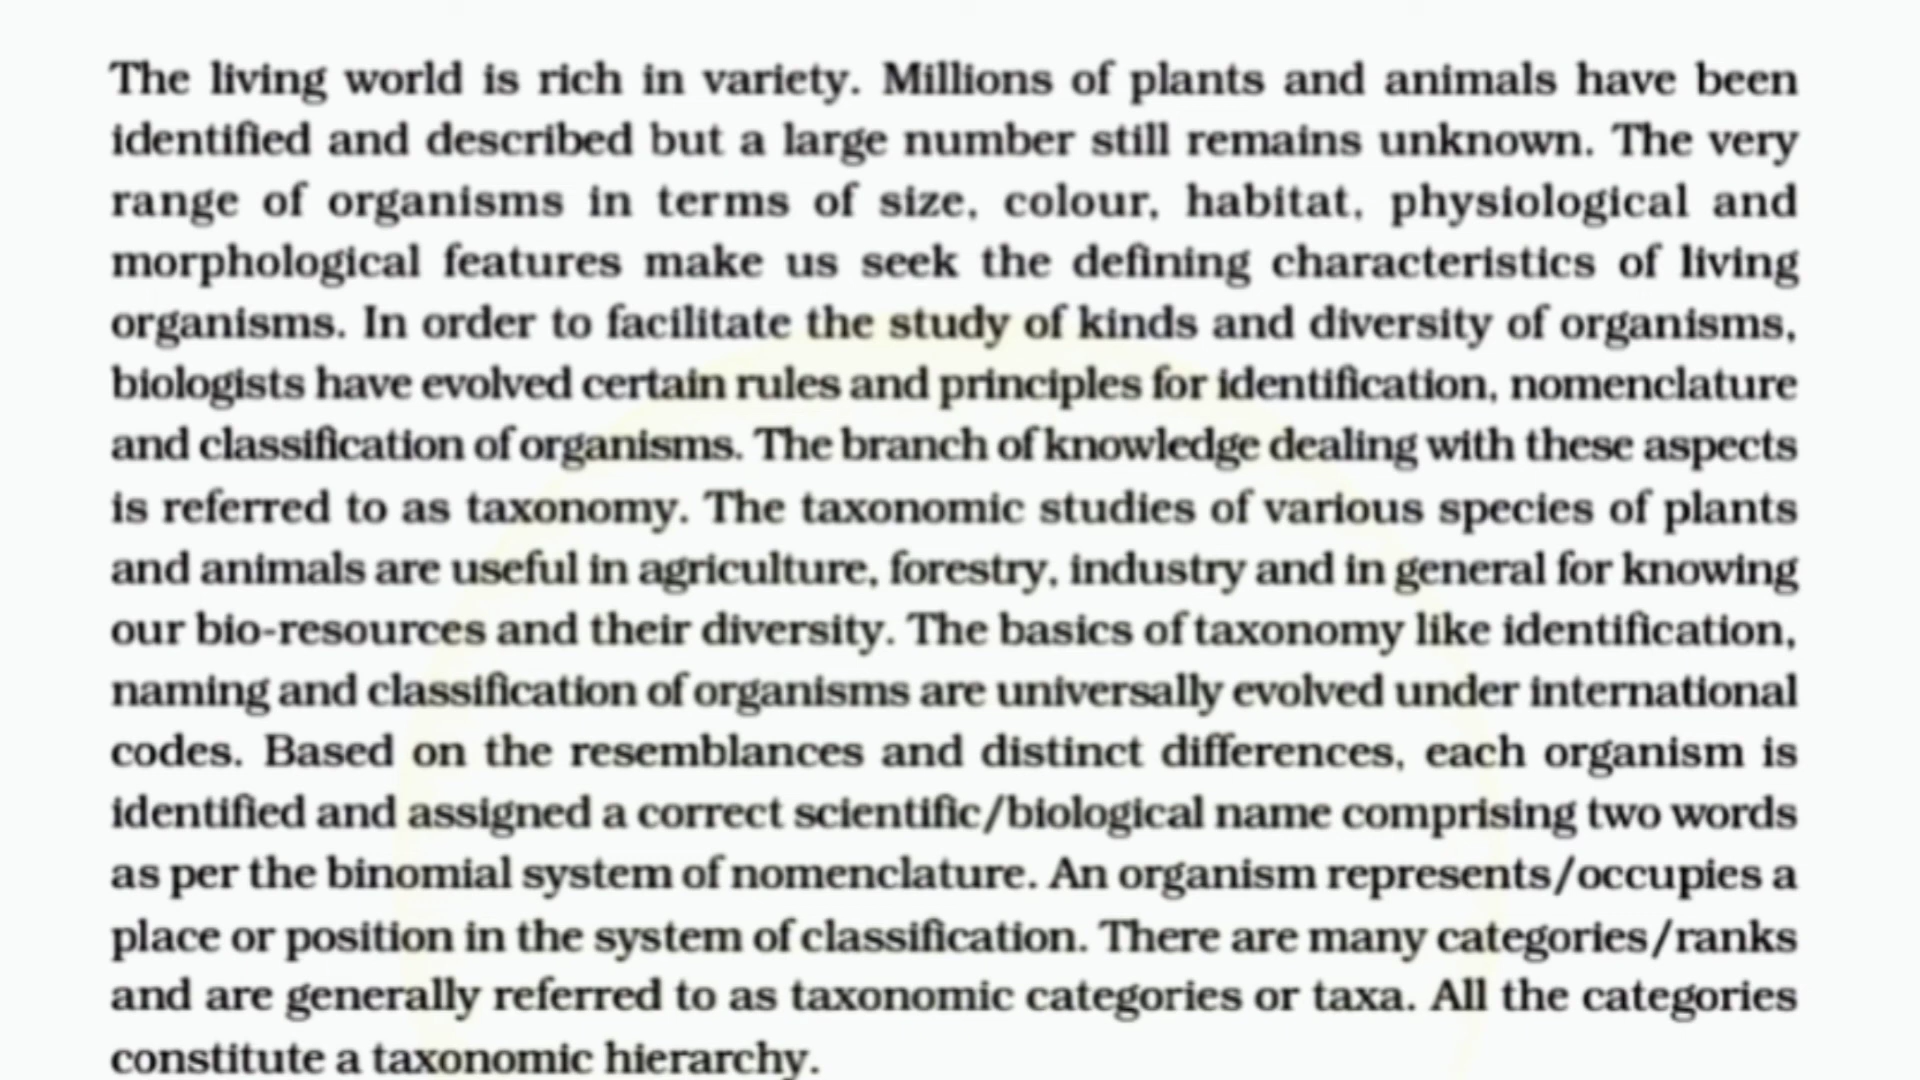 The living world is rich in variety. Millions of plants and animals have been
identified and described but a large number still remains unknown. The very
range of organisms in terms of size, colour, habitat, physiological and
morphological features make us seek the defining characteristics of living
organisms. In order to facilitate the study of kinds and diversity of organisms,
biologists have evolved certain rules and principles for identification, nomenclature
and classification of organisms. The branch of knowledge dealing with these aspects
is referred to as taxonomy. The taxonomic studies of various species of plants
and animals are useful in agriculture, forestry, industry and in general for knowing
our bio-resources and their diversity. The basics of taxonomy like identification,
naming and classification of organisms are universally evolved under international
codes. Based on the resemblances and distinct differences, each organism is
identified and assigned a correct scientific/biological name comprising two words
as per the binomial system of nomenclature. An organism represents/occupies a
place or position in the system of classification. There are many categories/ranks
and are generally referred to as taxonomic categories or taxa. All the categories
constitute a taxonomic hierarchy.